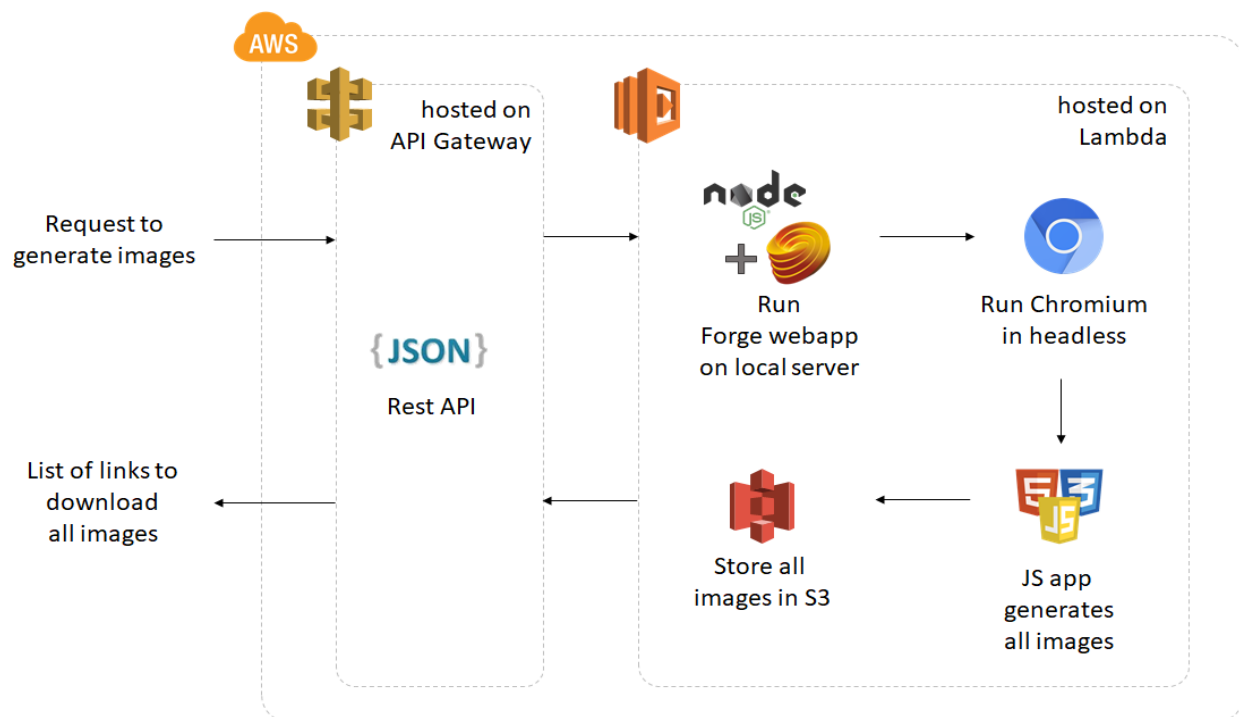 AWS
hosted on
API Gateway
hosted on
Lambda
Request to
generate images
node
JS
+
Run
Forge webapp
on local server
Run Chromium
in headless
{JSON}
Rest API
List of links to
download
all images
Store all
images in S3
5 3
JS
JS app
generates
all images